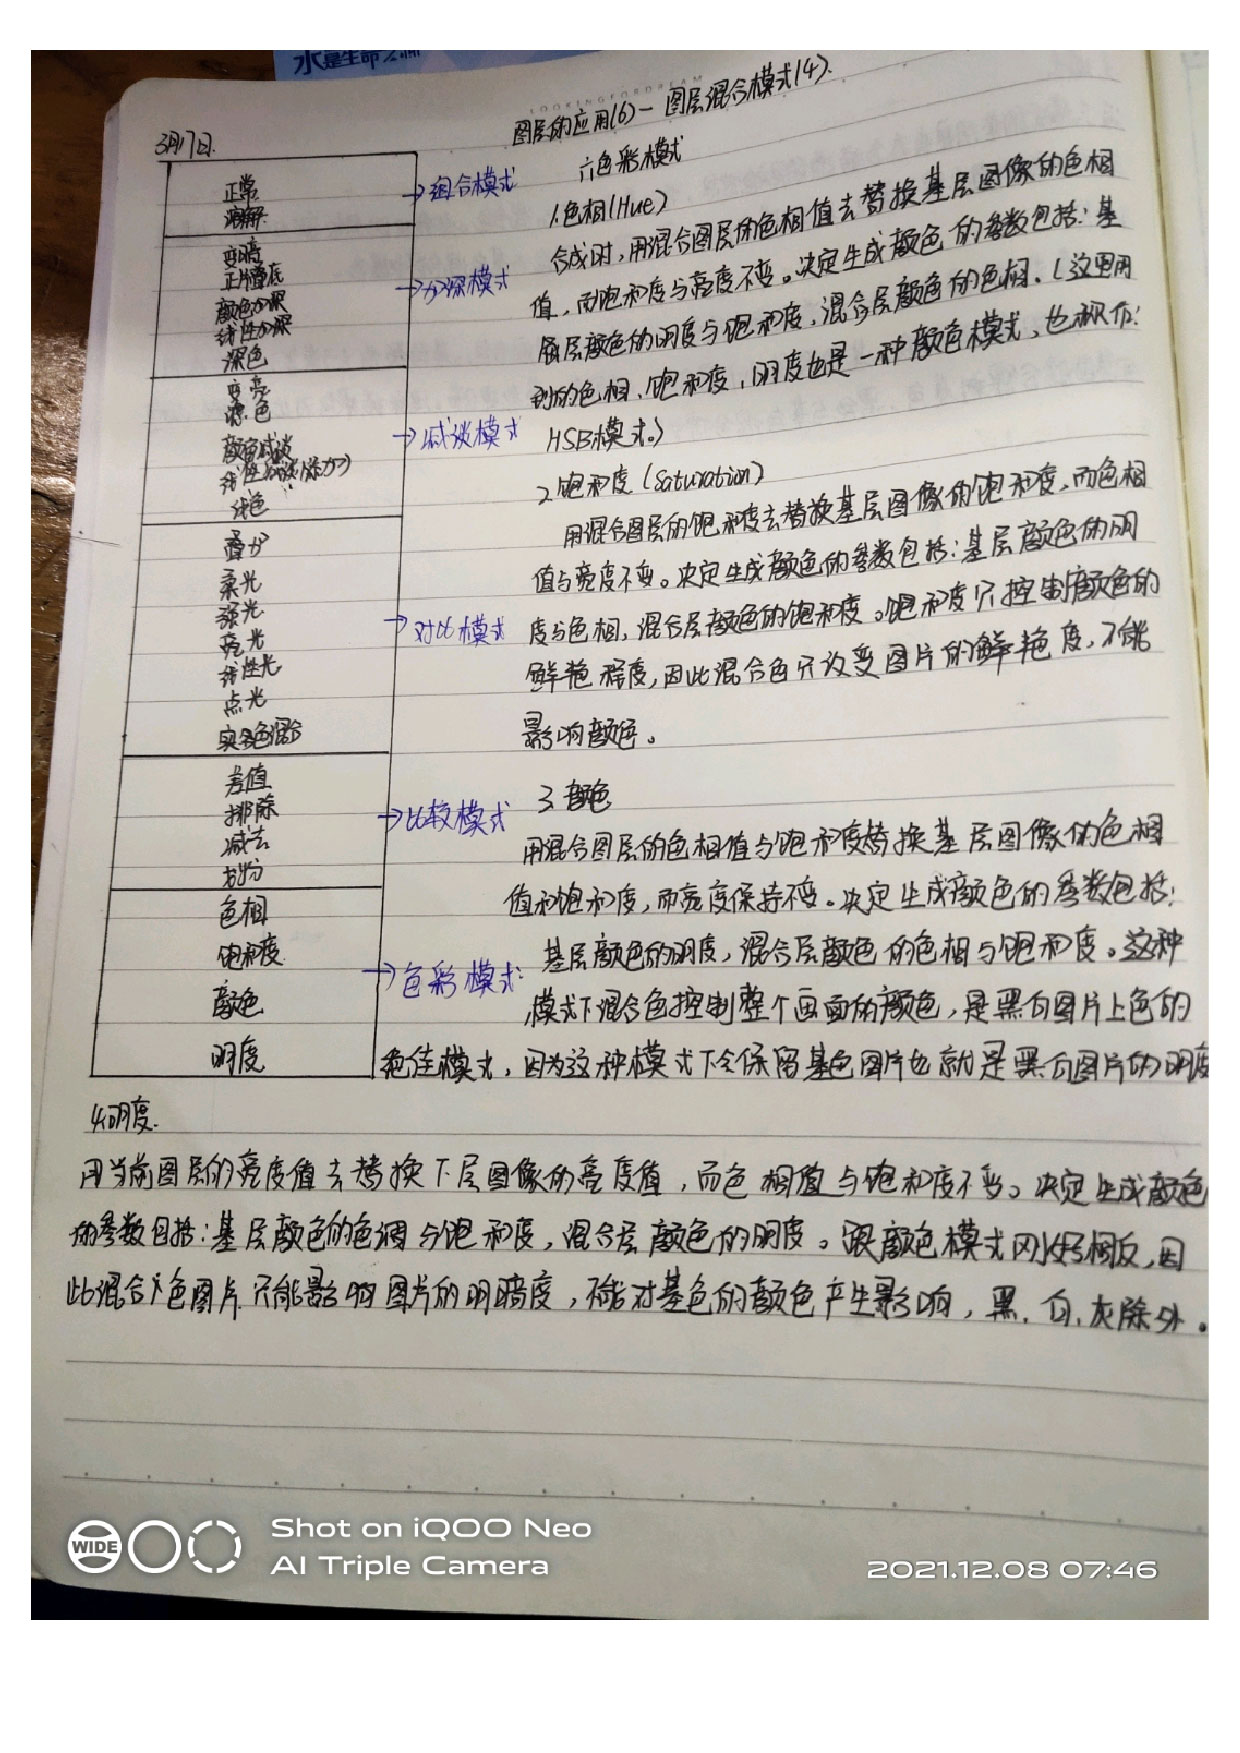 水是生命之源
LOOKINGFORDREAM
3月17日.
图层的应用(6)—图层混合模式(4).
正常
溶解
→组合模式
变暗
正片叠底
颜色加深
线性加深
深色
→加深模式
变亮
滤色
颜色减淡
线性减淡(添加)
浅色
→减淡模式
叠加
柔光
强光
亮光
线性光
点光
实色混合
→对比模式
差值
排除
减去
划分
→比较模式
色相
饱和度
颜色
明度
→色彩模式:
六色彩模式
1.色相(Hue)
合成时,用混合图层的色相值去替换基层图像的色相
值,而饱和度与亮度不变。决定生成颜色的参数包括:基
层颜色的明度与饱和度,混合层颜色的色相.(这里用
到的色相、饱和度,明度也是一种颜色模式,也称作:
HSB模式。)
2.饱和度(Saturation)
用混合图层的饱和度去替换基层图像的饱和度,而色相
值与亮度不变。决定生成颜色的参数包括:基层颜色的明
度与色相,混合层颜色的饱和度。饱和度只控制颜色的
鲜艳程度,因此混合色只改变图片的鲜艳度,不能
影响颜色。
3.颜色
用混合图层的色相值与饱和度替换基层图像的色相
值和饱和度,而亮度保持不变。决定生成颜色的参数包括:
基层颜色的明度,混合层颜色的色相与饱和度。这种
模式下混合色控制整个画面的颜色,是黑白图片上色的
绝佳模式,因为这种模式下会保留基色图片也就是黑白图片的明度
4.明度.
用当前图层的亮度值去替换下层图像的亮度值,而色相值与饱和度不变。决定生成颜色
的参数包括:基层颜色的色调与饱和度,混合层颜色的明度。跟颜色模式刚好相反,因
此混合色图片只能影响图片的明暗度,不能对基色的颜色产生影响,黑.白.灰除外。
WIDE
Shot on iQOO Neo
AI Triple Camera
2021.12.08 07:46